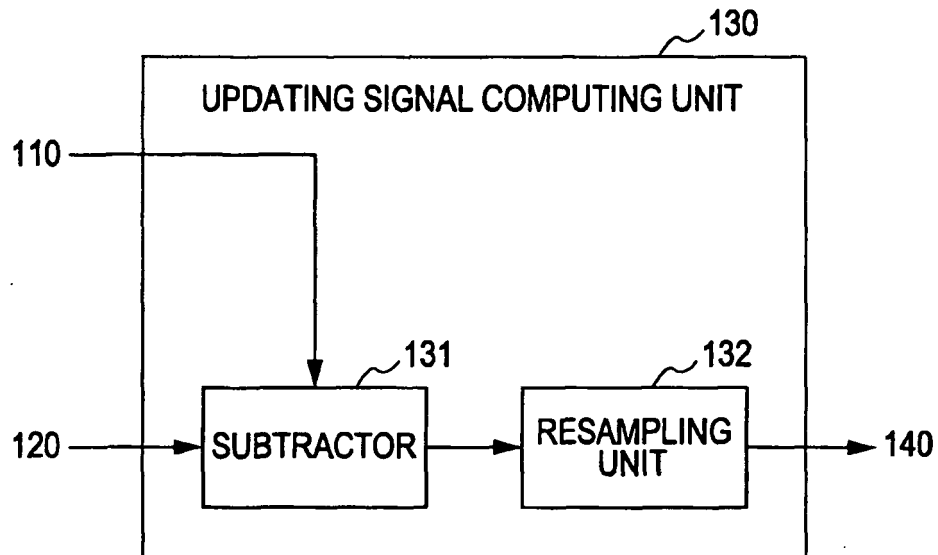 130
UPDATING SIGNAL COMPUTING UNIT
110
131
132
120
SUBTRACTOR
RESAMPLING
UNIT
140